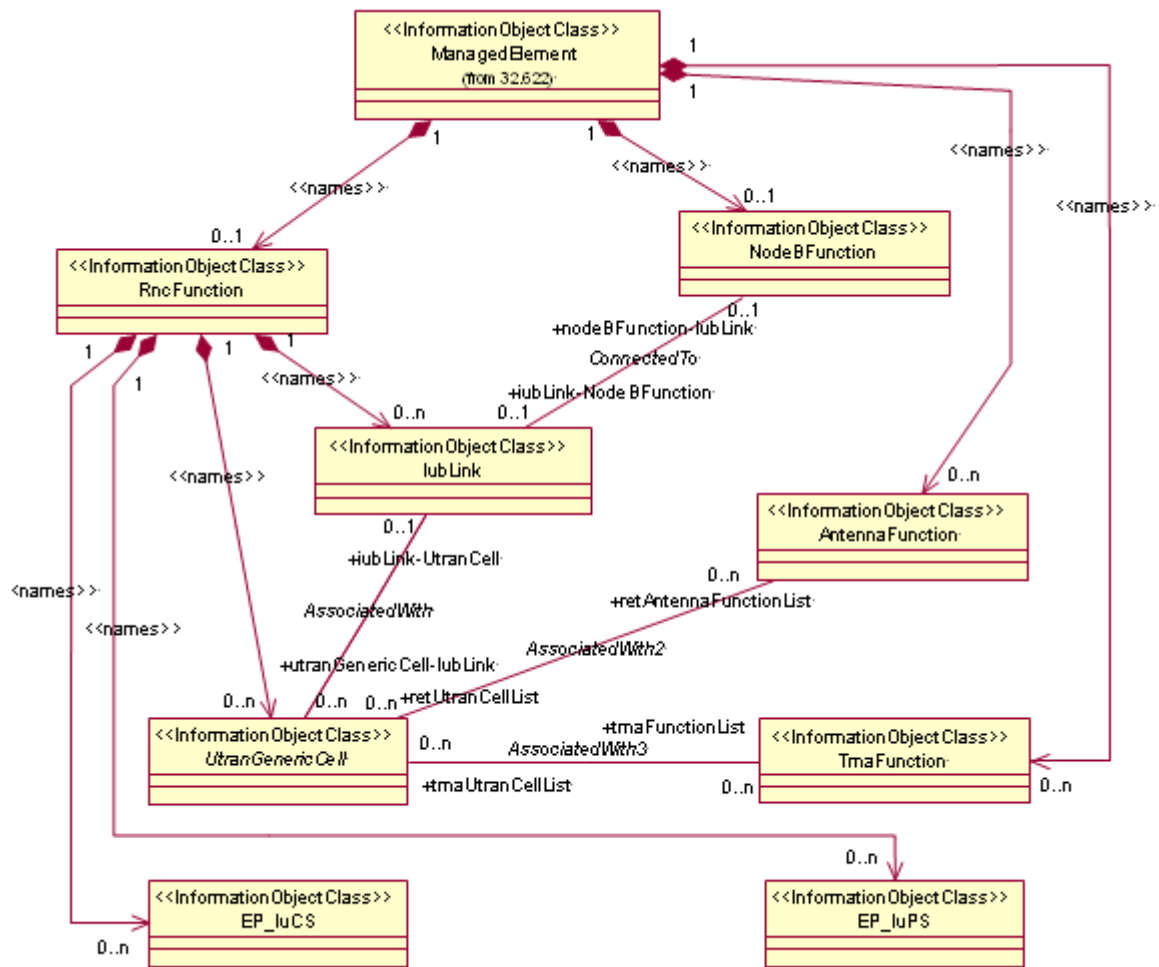 <<Information Object Class>>
ManagedElement
(from 32.622)
1
1
1
1
<<names>>
<<names>>
<<names>>
<<names>>
0..1
0..1
<<Information Object Class>>
NodeBFunction
<<Information Object Class>>
RncFunction
0..1
+nodeBFunction-IubLink
ConnectedTo
+iubLink-NodeBFunction
1
1
1
1
<<names>>
0..n
0..1
<<Information Object Class>>
IubLink
<<names>>
0..n
<<Information Object Class>>
AntennaFunction
0..1
+iubLink-UtranCell
AssociatedWith
+utranGenericCell-IubLink
0..n
+retAntennaFunctionList
AssociatedWith2
+retUtranCellList
<names>>
<<names>>
0..n
0..n
0..n
<<Information Object Class>>
UtranGenericCell
0..n
+tmaFunctionList
AssociatedWith3
+tmaUtranCellList
0..n
<<Information Object Class>>
TmaFunction
0..n
0..n
<<Information Object Class>>
EP_IuCS
0..n
<<Information Object Class>>
EP_IuPS